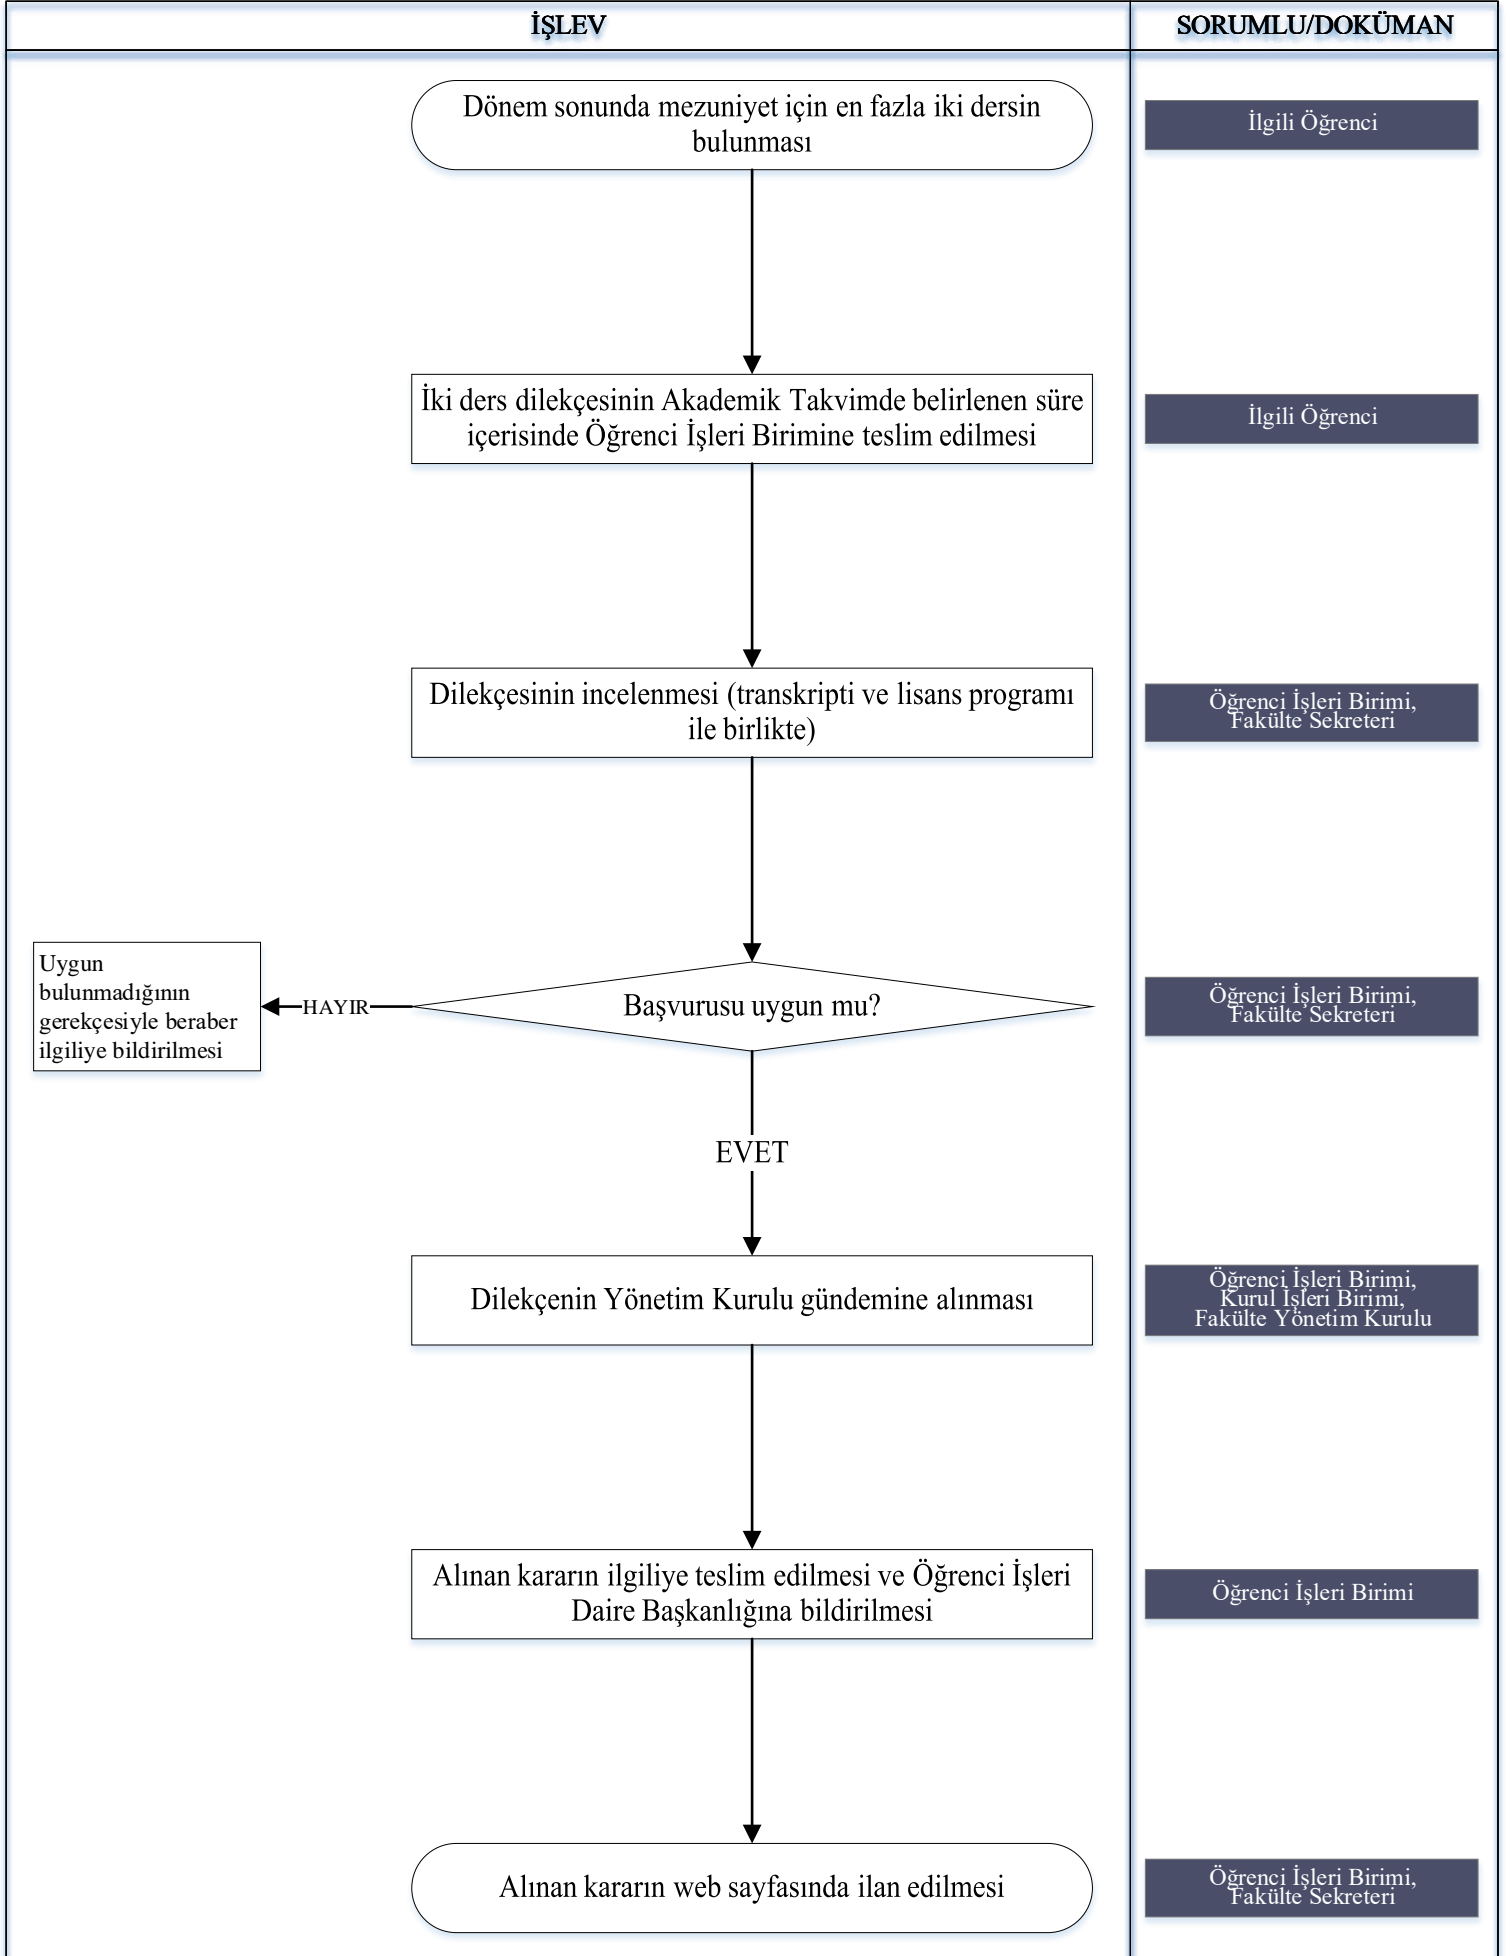 İŞLEV
SORUMLU/DOKÜMAN
Dönem sonunda mezuniyet için en fazla iki dersin
bulunması
İlgili Öğrenci
İki ders dilekçesinin Akademik Takvimde belirlenen süre
içerisinde Öğrenci İşleri Birimine teslim edilmesi
İlgili Öğrenci
Dilekçesinin incelenmesi (transkripti ve lisans programı
ile birlikte)
Öğrenci İşleri Birimi,
Fakülte Sekreteri
Uygun
bulunmadığının
gerekçesiyle beraber
ilgiliye bildirilmesi
HAYIR
Başvurusu uygun mu?
Öğrenci İşleri Birimi,
Fakülte Sekreteri
EVET
Dilekçenin Yönetim Kurulu gündemine alınması
Öğrenci İşleri Birimi,
Kurul İşleri Birimi,
Fakülte Yönetim Kurulu
Alınan kararın ilgiliye teslim edilmesi ve Öğrenci İşleri
Daire Başkanlığına bildirilmesi
Öğrenci İşleri Birimi
Alınan kararın web sayfasında ilan edilmesi
Öğrenci İşleri Birimi,
Fakülte Sekreteri